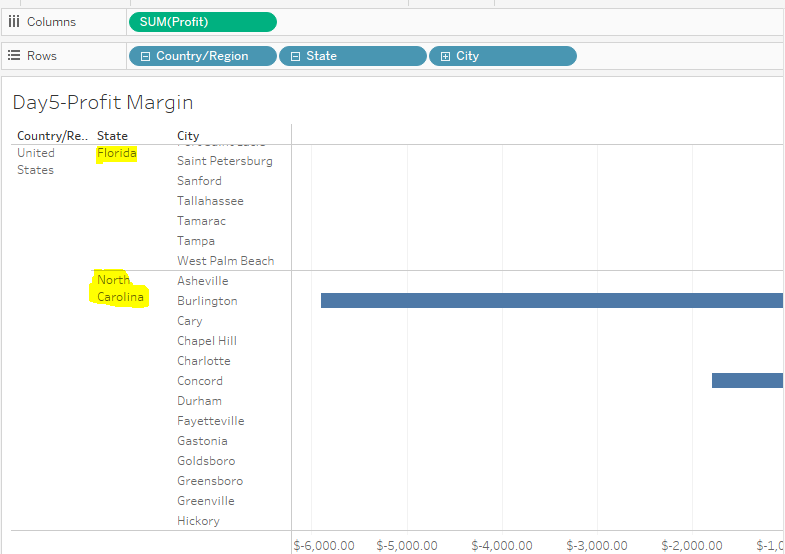 Columns SUM(Profit)
Rows Country/Region State City
Day5-Profit Margin
Country/Re.. State City
United States Florida
Saint Petersburg
Sanford
Tallahassee
Tamarac
Tampa
West Palm Beach
North Carolina Asheville
Burlington
Cary
Chapel Hill
Charlotte
Concord
Durham
Fayetteville
Gastonia
Goldsboro
Greensboro
Greenville
Hickory
$-6,000.00 $-5,000.00 $-4,000.00 $-3,000.00 $-2,000.00 $-1,0